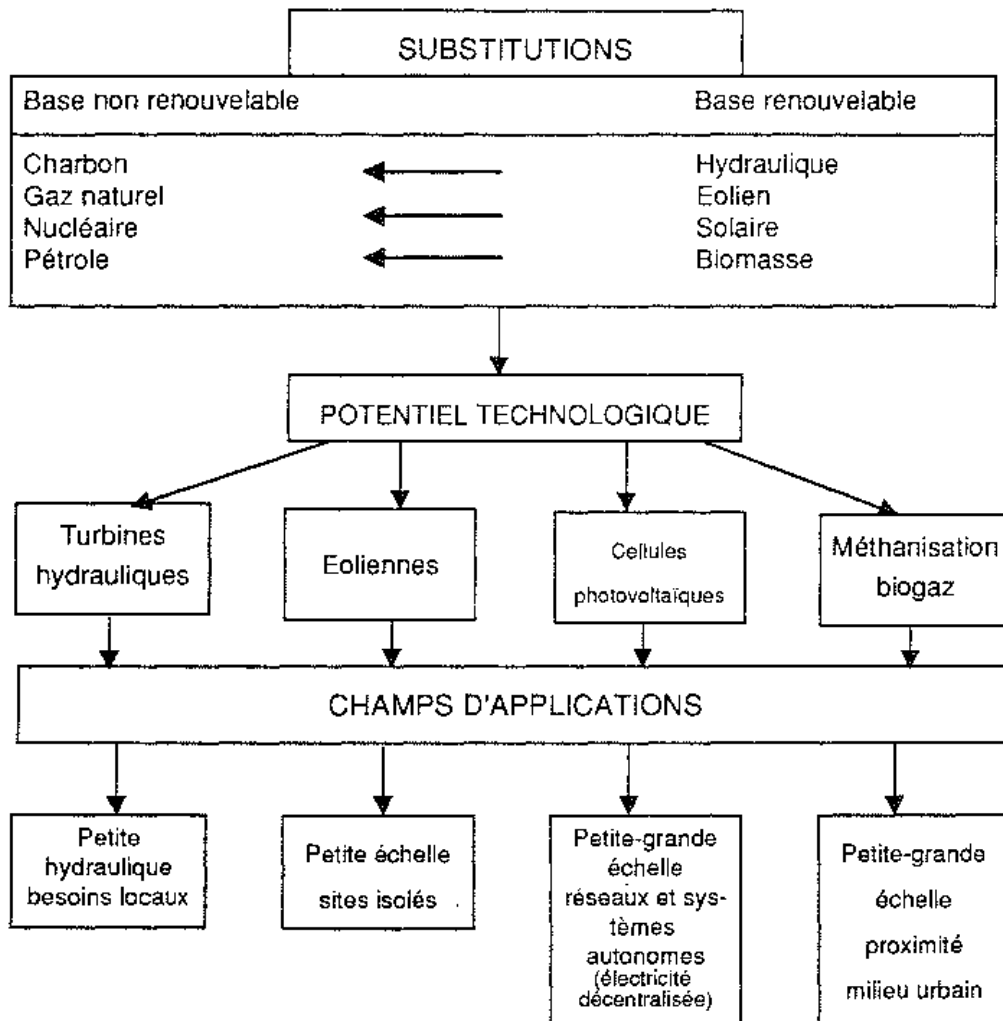 SUBSTITUTIONS
Base non renouvelable
Base renouvelable
Charbon
Gaz naturel
Nucléaire
Pétrole
Hydraulique
Eolien
Solaire
Biomasse
POTENTIEL TECHNOLOGIQUE
Turbines
hydrauliques
Eoliennes
Cellules
photovoltaïques
Méthanisation
biogaz
CHAMPS D'APPLICATIONS
Petite
hydraulique
besoins locaux
Petite échelle
sites isolés
Petite-grande
échelle
réseaux et sys-
tèmes
autonomes
(électricité
décentralisée)
Petite-grande
échelle
proximité
milieu urbain